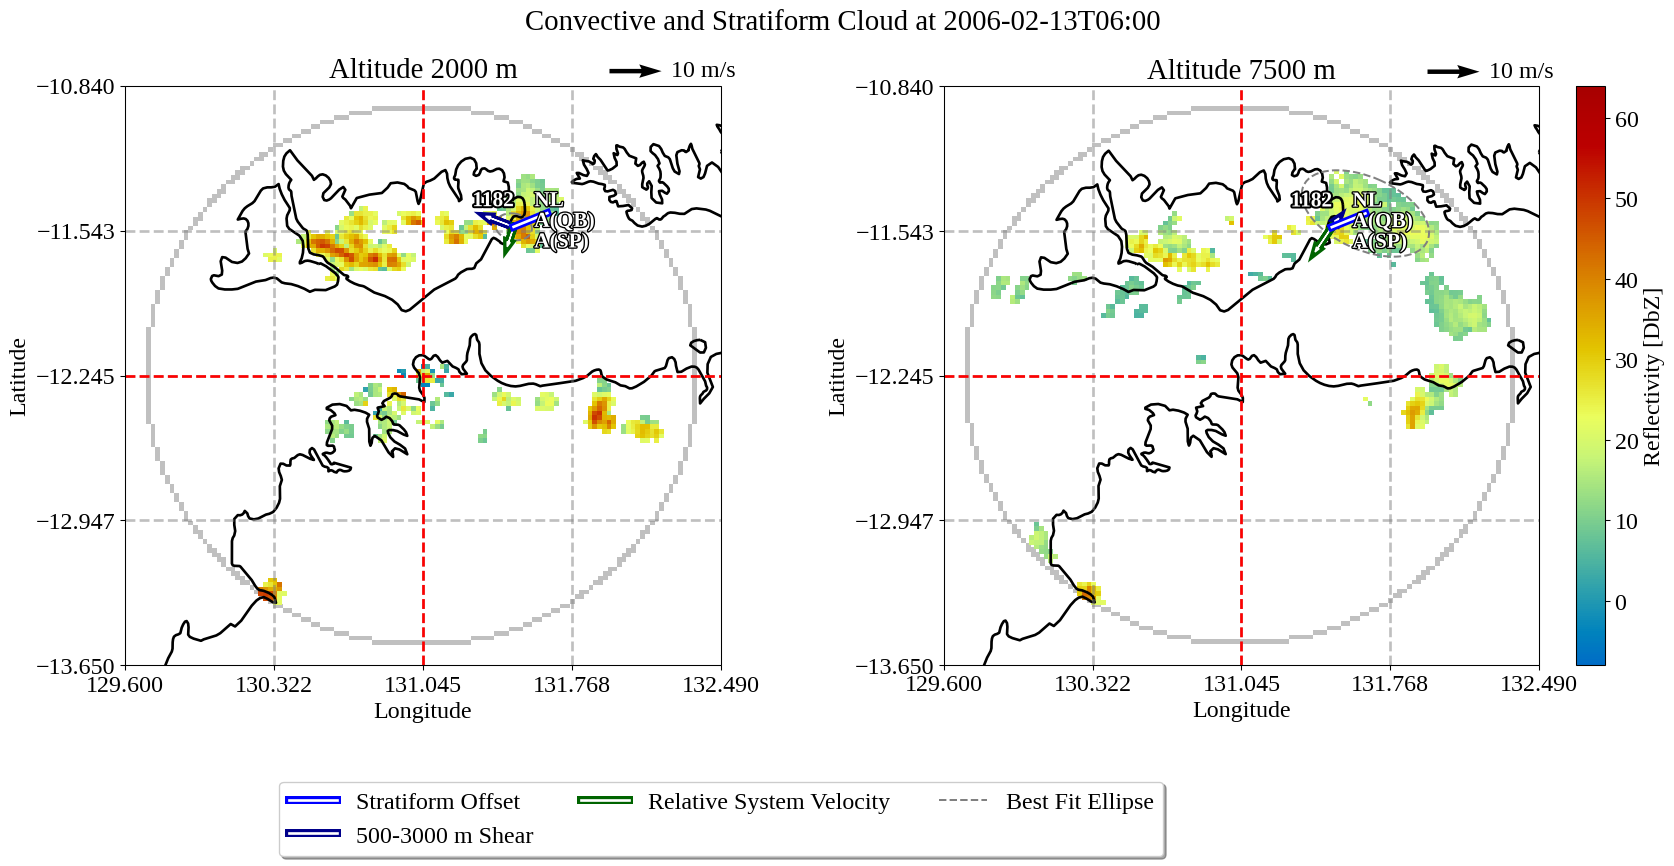 Convective and Stratiform Cloud at 2006-02-13T06:00
Altitude 2000 m
10 m/s
−10.840
−11.543
−12.245
−12.947
−13.650
129.600
130.322
131.045
131.768
132.490
Latitude
Longitude
1182
NL
A(QB)
A(SP)
Altitude 7500 m
10 m/s
−10.840
−11.543
−12.245
−12.947
−13.650
129.600
130.322
131.045
131.768
132.490
Latitude
Longitude
1182
NL
A(QB)
A(SP)
60
50
40
30
20
10
0
Reflectivity [DbZ]
Stratiform Offset
500-3000 m Shear
Relative System Velocity
Best Fit Ellipse